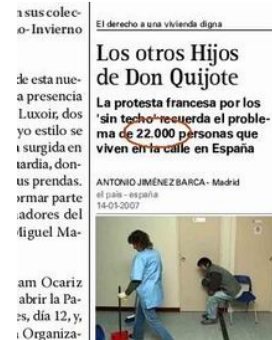 n sus colec-
o- Invierno
de esta nue-
a presencia
Luxoir, dos
yo estilo se
surgida en
uardia, don-
us prendas.
ormar parte
adores del
Miguel Ma-
am Ocariz
abrir la Pa-
es, día 12, y,
Organiza-
El derecho a una vivienda digna
Los otros Hijos
de Don Quijote
La protesta francesa por los
'sin techo' recuerda el proble-
ma de 22.000 personas que
viven en la calle en España
ANTONIO JIMÉNEZ BARCA - Madrid
el país - españa
14-01-2007